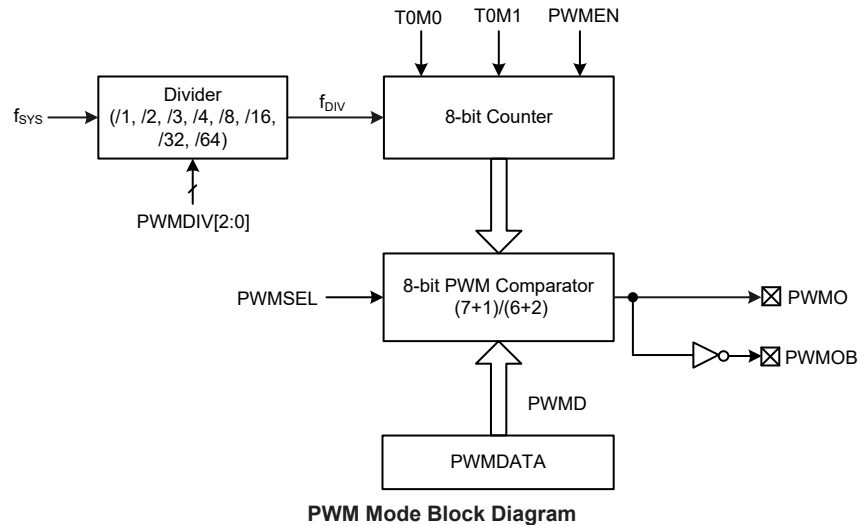 T0M0 T0M1 PWMEN
Divider
(/1, /2, /3, /4, /8, /16,
/32, /64)
fSYS
fDIV
8-bit Counter
PWMDIV[2:0]
8-bit PWM Comparator
(7+1)/(6+2)
PWMSEL
PWMO
PWMOB
PWMD
PWMDATA
PWM Mode Block Diagram